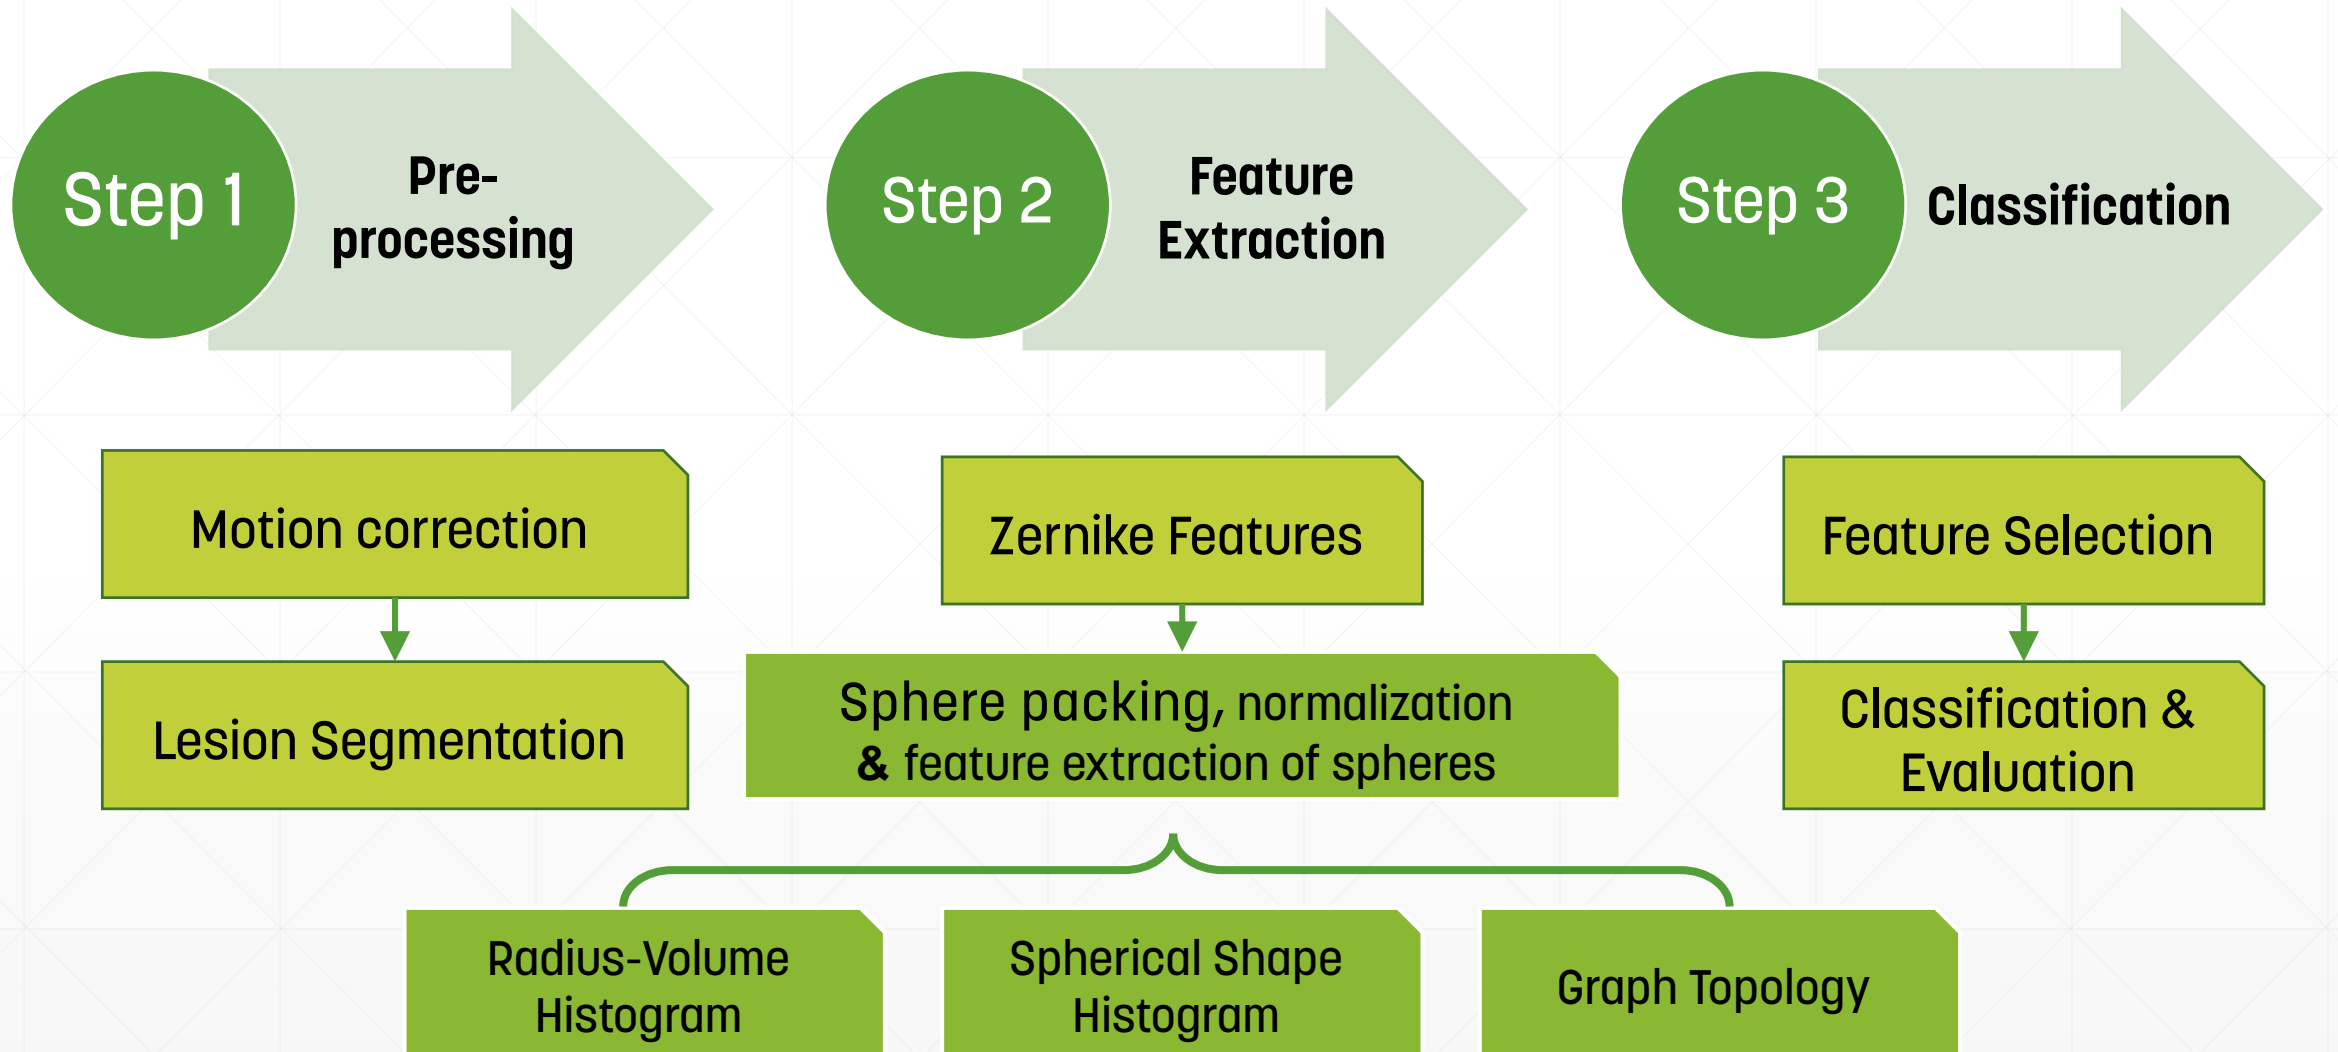 Step 1
Pre-
processing
Step 2
Feature
Extraction
Step 3
Classification
Motion correction
Lesion Segmentation
Zernike Features
Sphere packing, normalization
& feature extraction of spheres
Radius-Volume
Histogram
Spherical Shape
Histogram
Graph Topology
Feature Selection
Classification &
Evaluation